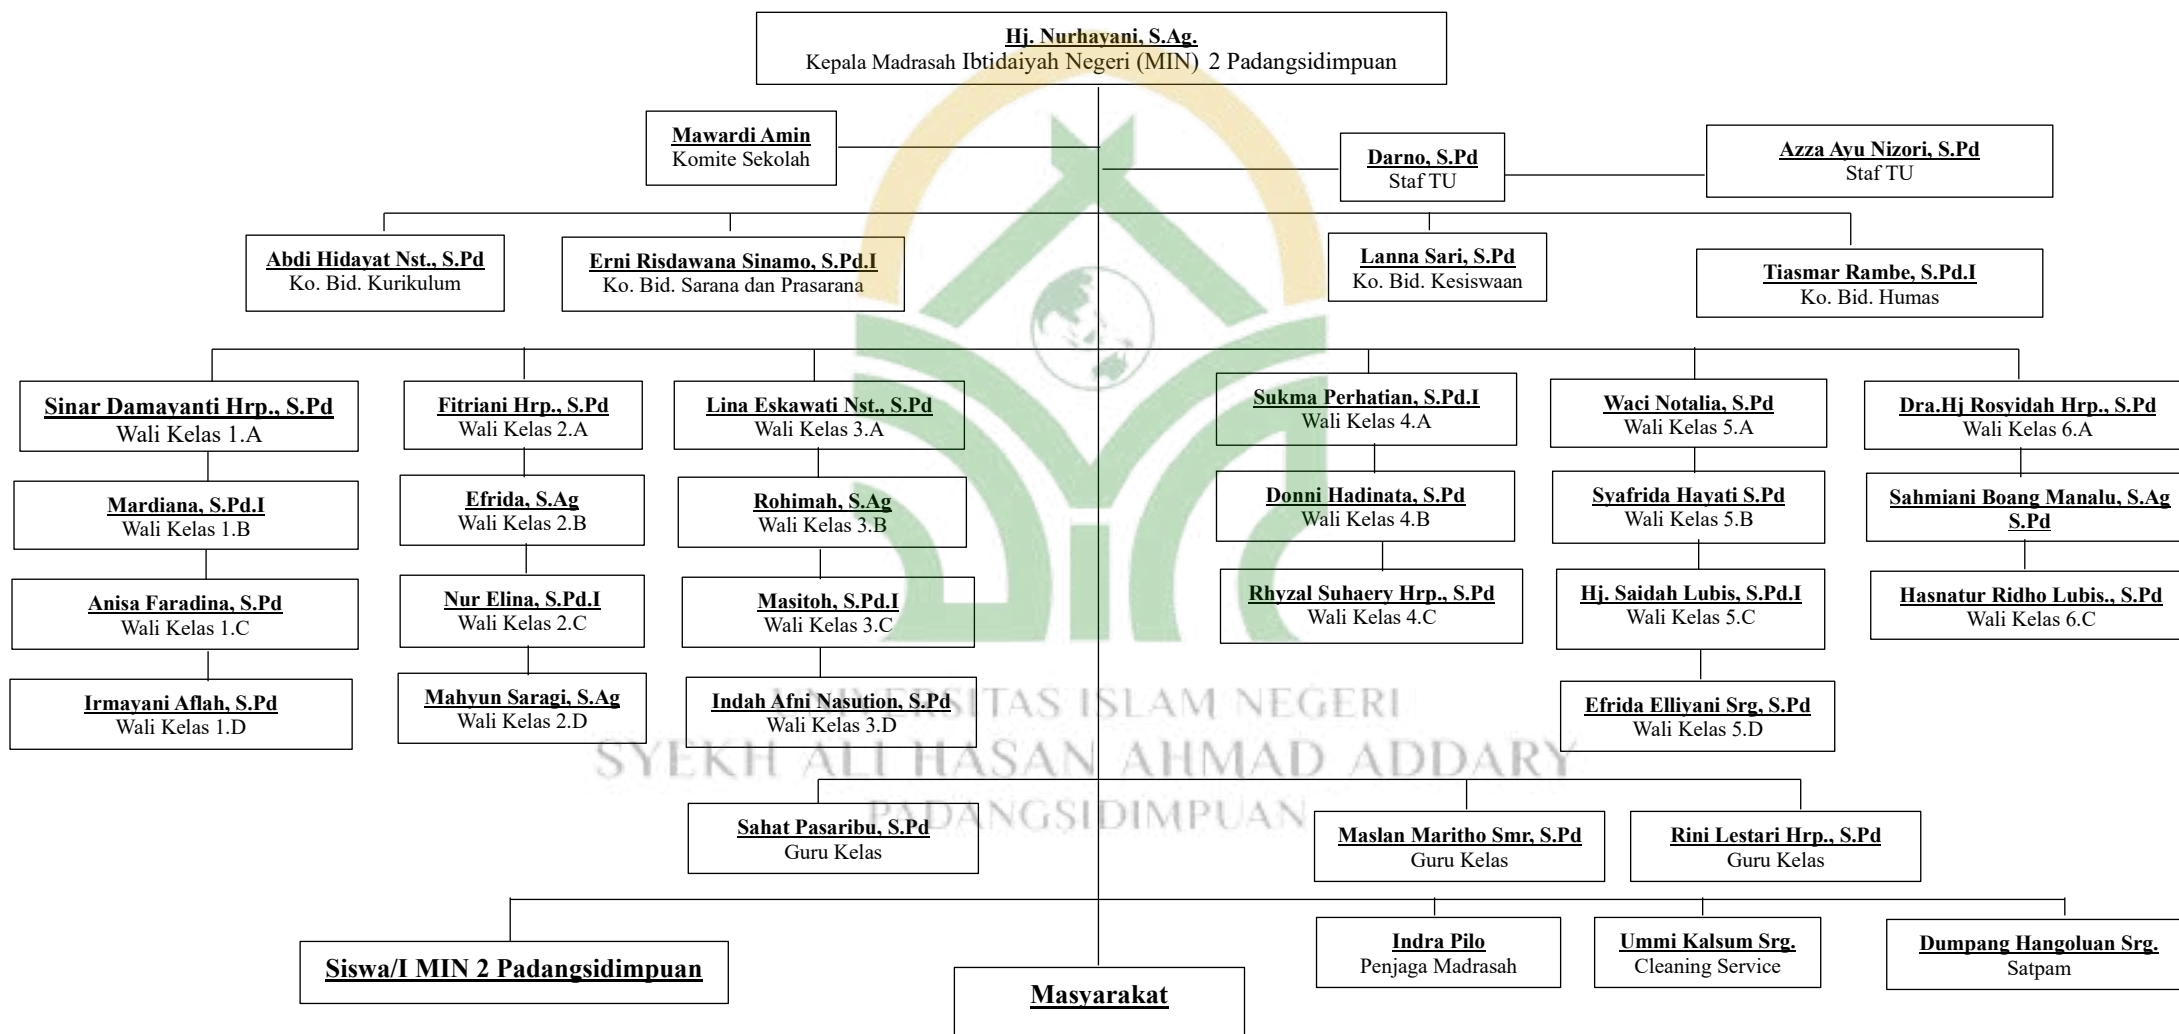 Hj. Nurhayani, S.Ag.
Kepala Madrasah Ibtidaiyah Negeri (MIN) 2 Padangsidimpuan
Mawardi Amin
Komite Sekolah
Darno, S.Pd
Staf TU
Azza Ayu Nizori, S.Pd
Staf TU
Abdi Hidayat Nst., S.Pd
Ko. Bid. Kurikulum
Erni Risdawana Sinamo, S.Pd.I
Ko. Bid. Sarana dan Prasarana
Lanna Sari, S.Pd
Ko. Bid. Kesiswaan
Tiasmar Rambe, S.Pd.I
Ko. Bid. Humas
Sinar Damayanti Hrp., S.Pd
Wali Kelas 1.A
Fitriani Hrp., S.Pd
Wali Kelas 2.A
Lina Eskawati Nst., S.Pd
Wali Kelas 3.A
Sukma Perhatian, S.Pd.I
Wali Kelas 4.A
Waci Notalia, S.Pd
Wali Kelas 5.A
Dra.Hj Rosyidah Hrp., S.Pd
Wali Kelas 6.A
Mardiana, S.Pd.I
Wali Kelas 1.B
Efrida, S.Ag
Wali Kelas 2.B
Rohimah, S.Ag
Wali Kelas 3.B
Donni Hadinata, S.Pd
Wali Kelas 4.B
Syafrida Hayati S.Pd
Wali Kelas 5.B
Sahmiani Boang Manalu, S.Ag
S.Pd
Anisa Faradina, S.Pd
Wali Kelas 1.C
Nur Elina, S.Pd.I
Wali Kelas 2.C
Masitoh, S.Pd.I
Wali Kelas 3.C
Rhyzal Suhaery Hrp., S.Pd
Wali Kelas 4.C
Hj. Saidah Lubis, S.Pd.I
Wali Kelas 5.C
Hasnatur Ridho Lubis., S.Pd
Wali Kelas 6.C
Irmayani Aflah, S.Pd
Wali Kelas 1.D
Mahyun Saragi, S.Ag
Wali Kelas 2.D
Indah Afni Nasution, S.Pd
Wali Kelas 3.D
Efrida Elliyani Srg, S.Pd
Wali Kelas 5.D
UNIVERSITAS ISLAM NEGERI
SYEKH ALI HASAN AHMAD ADDARY
PADANGSIDIMPUAN
Sahat Pasaribu, S.Pd
Guru Kelas
Maslan Maritho Smr, S.Pd
Guru Kelas
Rini Lestari Hrp., S.Pd
Guru Kelas
Siswa/I MIN 2 Padangsidimpuan
Masyarakat
Indra Pilo
Penjaga Madrasah
Ummi Kalsum Srg.
Cleaning Service
Dumpang Hangoluan Srg.
Satpam